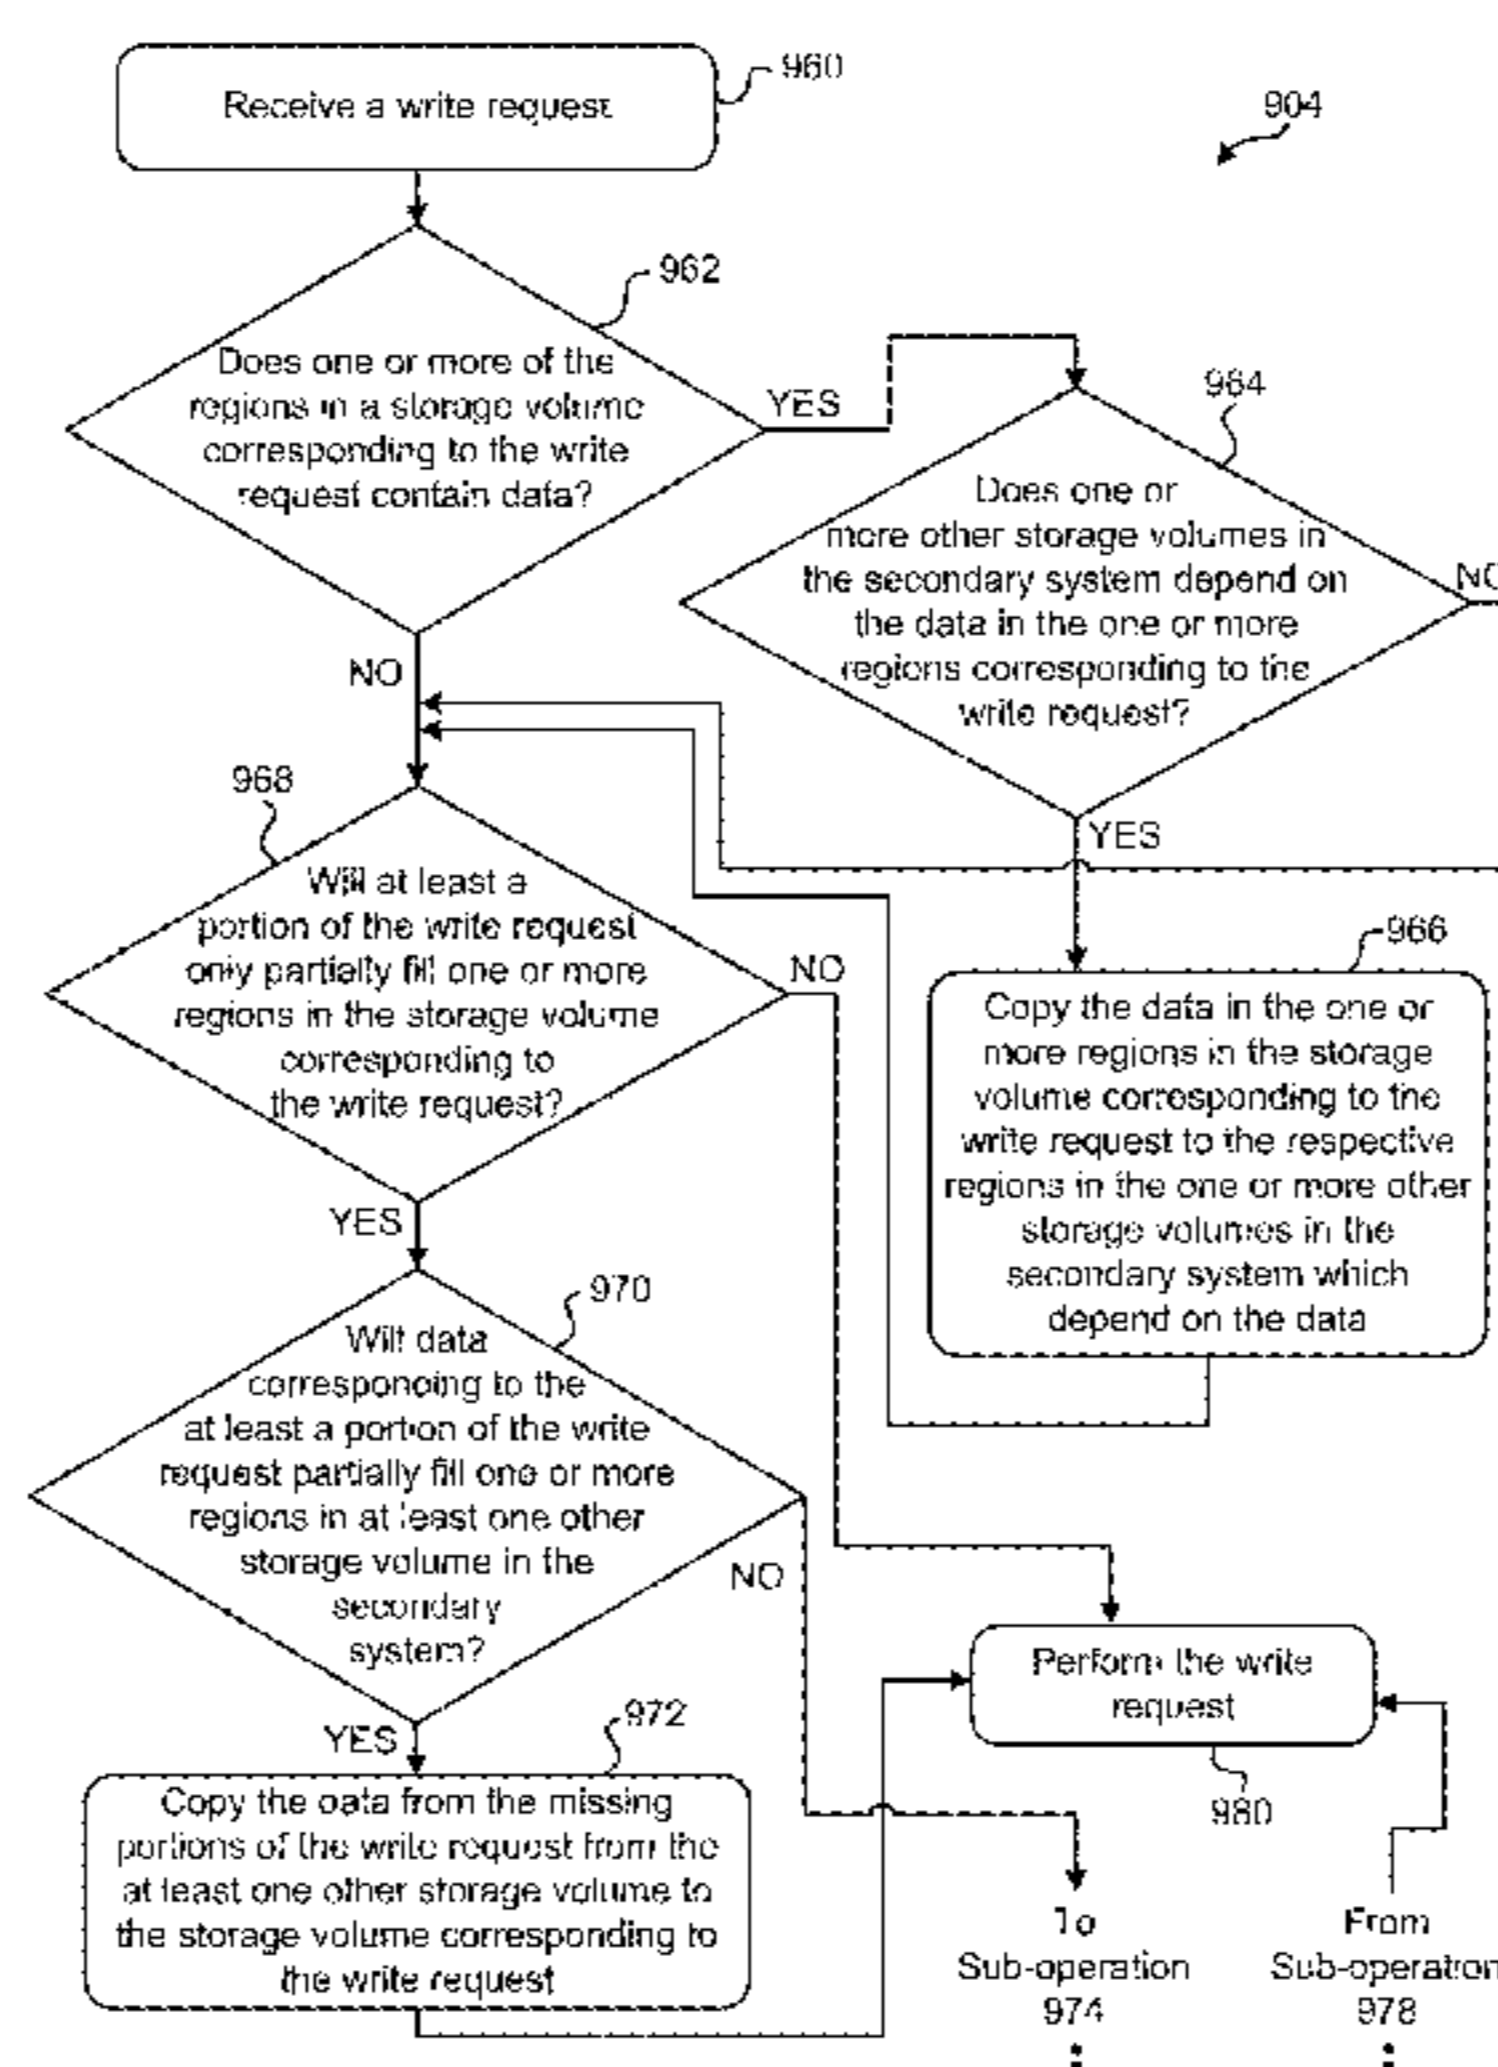 Receive a write request
960
904
962
Does one or more of the
regions in a storage volume
corresponding to the write
request contain data?
YES
964
Does one or
more other storage volumes in
the secondary system depend on
the data in the one or more
regions corresponding to the
write request?
NO
NO
YES
968
Will at least a
portion of the write request
only partially fill one or more
regions in the storage volume
corresponding to
the write request?
NO
966
Copy the data in the one or
more regions in the storage
volume corresponding to the
write request to the respective
regions in the one or more other
storage volumes in the
secondary system which
depend on the data
YES
970
Will data
corresponding to the
at least a portion of the write
request partially fill one or more
regions in at least one other
storage volume in the
secondary
system?
NO
Perform the write
request
980
YES
972
Copy the data from the missing
portions of the write request from the
at least one other storage volume to
the storage volume corresponding to
the write request
To
Sub-operation
974
From
Sub-operation
978